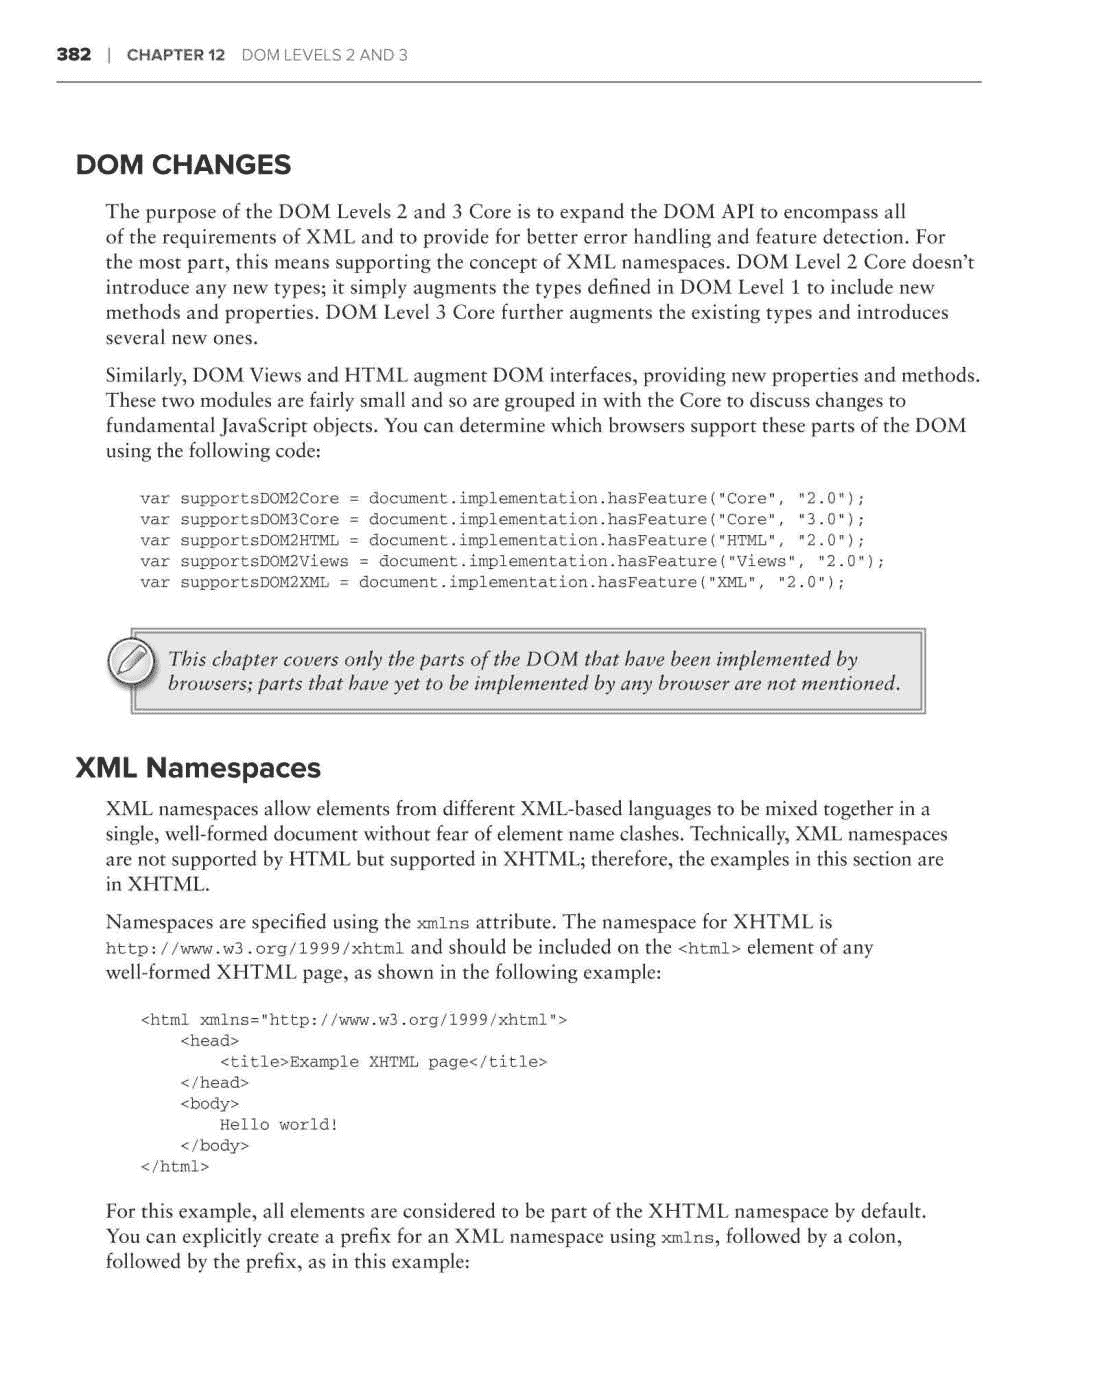 382 | CHAPTER 12 DOM LEVELS 2 AND 3
DOM CHANGES
The purpose of the DOM Levels 2 and 3 Core is to expand the DOM API to encompass all
of the requirements of XML and to provide for better error handling and feature detection. For
the most part, this means supporting the concept of XML namespaces. DOM Level 2 Core doesn't
introduce any new types; it simply augments the types defined in DOM Level 1 to include new
methods and properties. DOM Level 3 Core further augments the existing types and introduces
several new ones.
Similarly, DOM Views and HTML augment DOM interfaces, providing new properties and methods.
These two modules are fairly small and so are grouped in with the Core to discuss changes to
fundamental JavaScript objects. You can determine which browsers support these parts of the DOM
using the following code:
var supportsDOM2Core = document.implementation.hasFeature("Core", "2.0");
var supportsDOM3Core = document.implementation.hasFeature("Core", "3.0");
var supportsDOM2HTML = document.implementation.hasFeature("HTML", "2.0");
var supportsDOM2Views = document.implementation.hasFeature("Views", "2.0");
var supportsDOM2XML = document.implementation.hasFeature("XML", "2.0");
This chapter covers only the parts of the DOM that have been implemented by
browsers; parts that have yet to be implemented by any browser are not mentioned.
XML Namespaces
XML namespaces allow elements from different XML-based languages to be mixed together in a
single, well-formed document without fear of element name clashes. Technically, XML namespaces
are not supported by HTML but supported in XHTML; therefore, the examples in this section are
in XHTML.
Namespaces are specified using the xmlns attribute. The namespace for XHTML is
http://www.w3.org/1999/xhtml and should be included on the <html> element of any
well-formed XHTML page, as shown in the following example:
<html xmlns="http://www.w3.org/1999/xhtml">
    <head>
        <title>Example XHTML page</title>
    </head>
    <body>
        Hello world!
    </body>
</html>
For this example, all elements are considered to be part of the XHTML namespace by default.
You can explicitly create a prefix for an XML namespace using xmlns, followed by a colon,
followed by the prefix, as in this example: